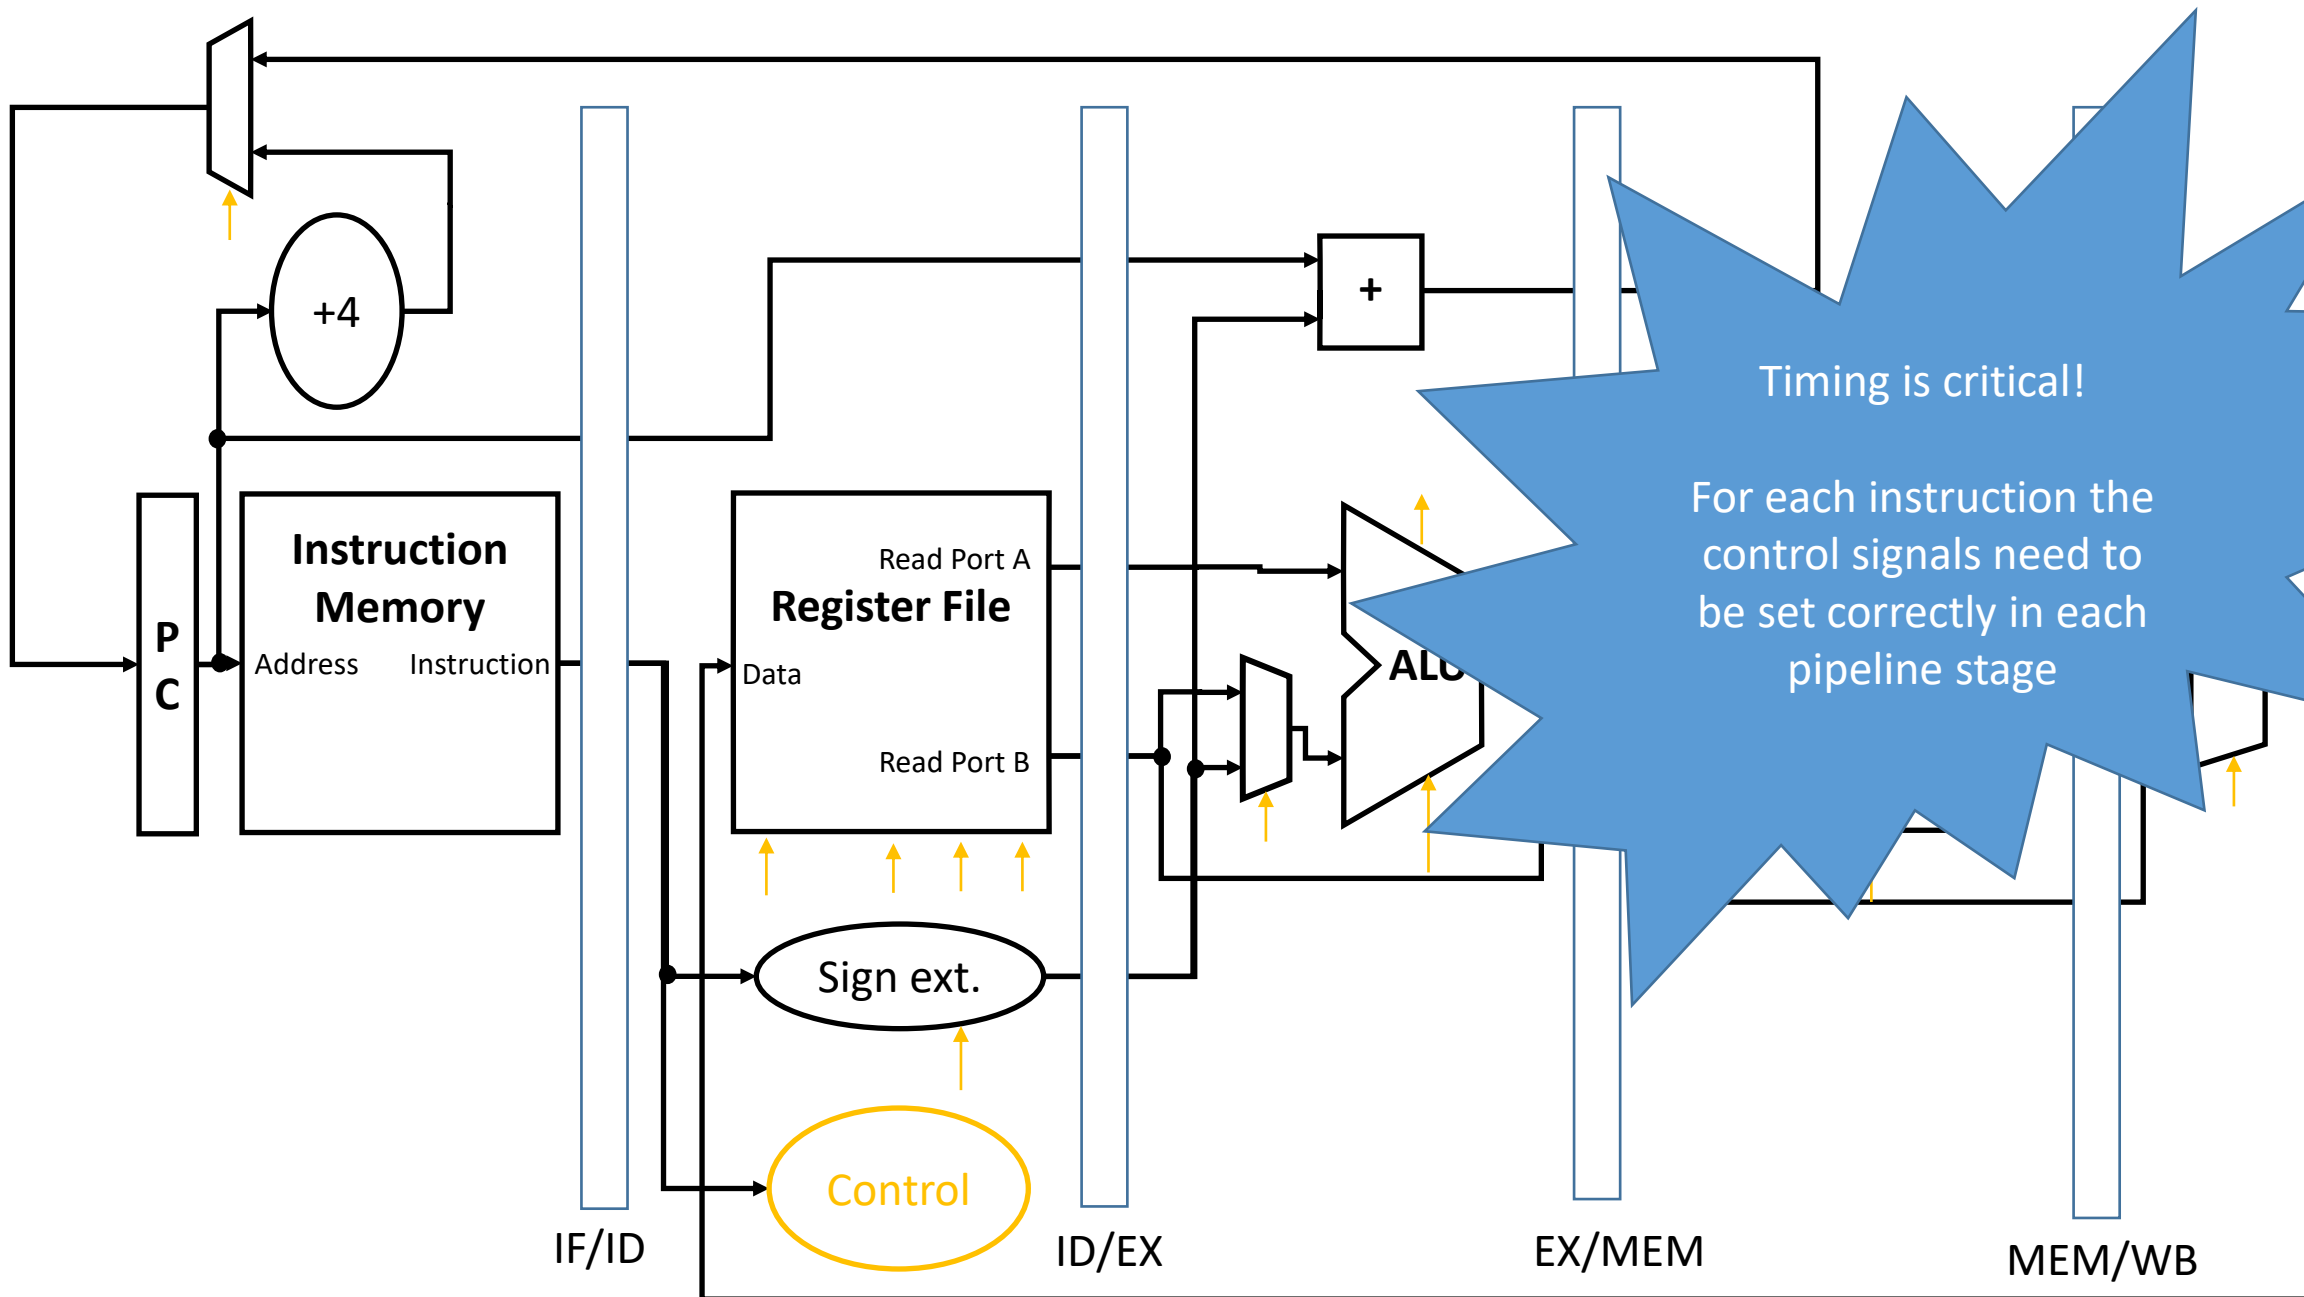 +4
+
Timing is critical!
For each instruction the
control signals need to
be set correctly in each
pipeline stage
Instruction
Memory
Address Instruction
P
C
Read Port A
Register File
Data
Read Port B
ALU
Sign ext.
Control
IF/ID
ID/EX
EX/MEM
MEM/WB